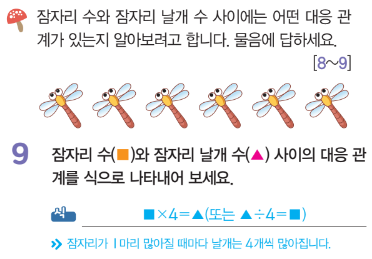 잠자리 수와 잠자리 날개 수 사이에는 어떤 대응 관
계가 있는지 알아보려고 합니다. 물음에 답하세요.
[8~9]
9 잠자리 수(■)와 잠자리 날개 수(▲) 사이의 대응 관
계를 식으로 나타내어 보세요.
식 ■×4=▲(또는 ▲÷4=■)
잠자리가 1마리 많아질 때마다 날개는 4개씩 많아집니다.